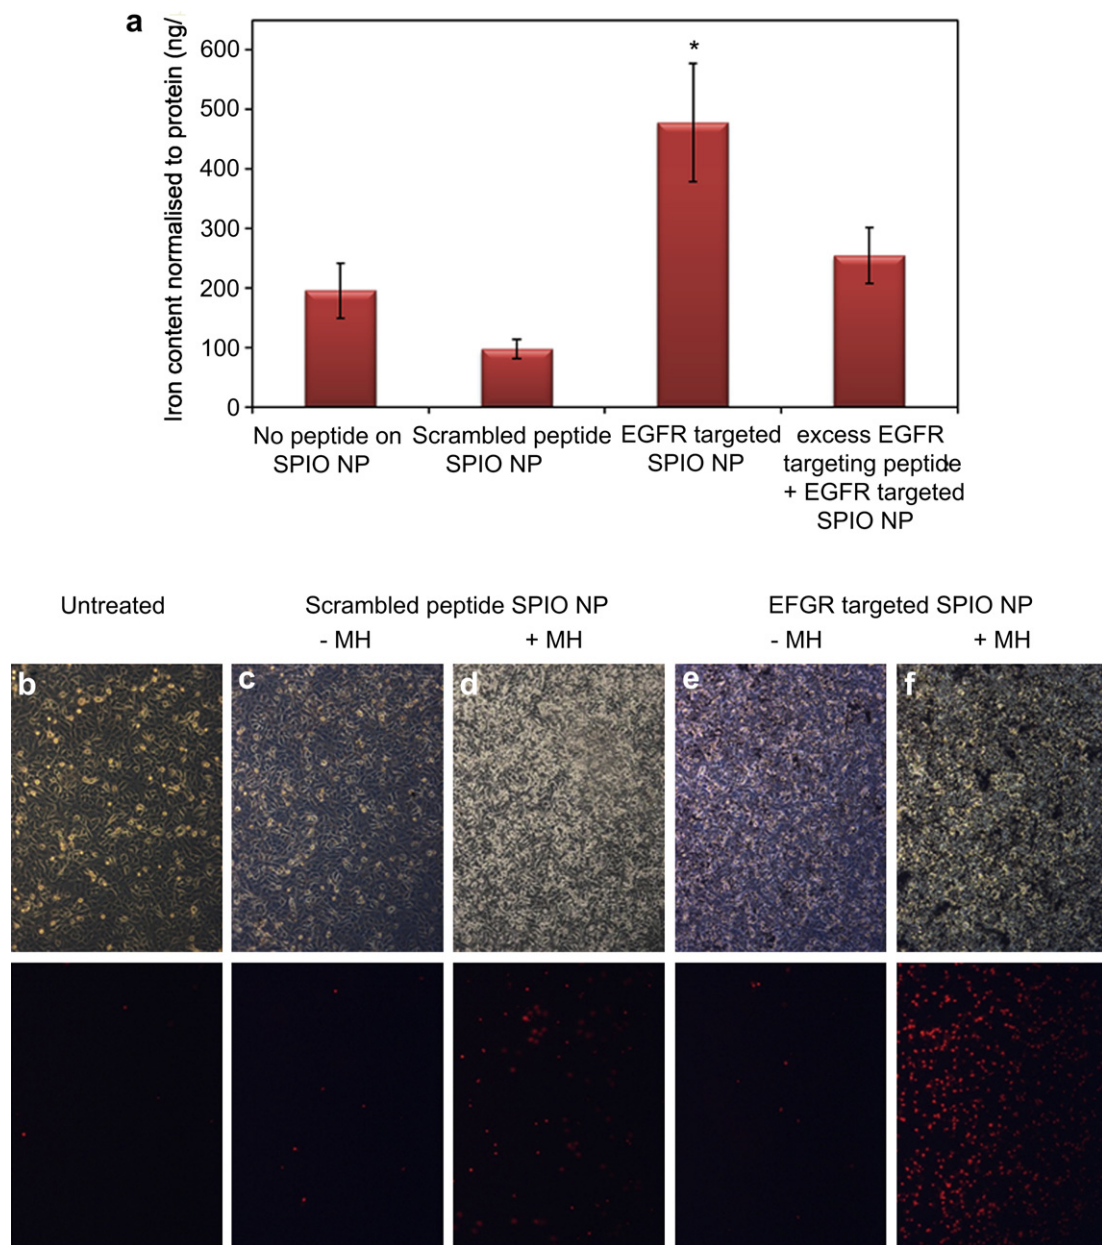 a
Iron content normalised to protein (ng/
600
500
400
300
200
100
0
*
No peptide on
SPIO NP
Scrambled peptide
SPIO NP
EGFR targeted
SPIO NP
excess EGFR
targeting peptide
+ EGFR targeted
SPIO NP
Untreated
Scrambled peptide SPIO NP
- MH
+ MH
EFGR targeted SPIO NP
- MH
+ MH
b
c
d
e
f